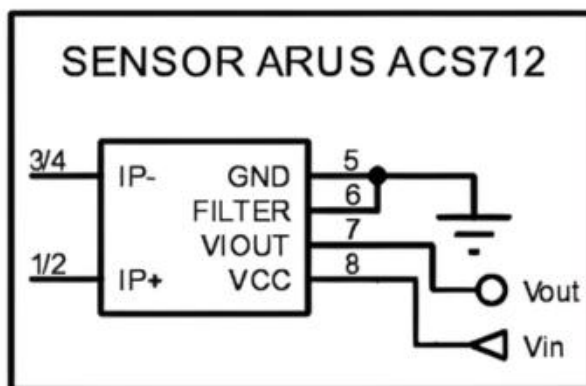 SENSOR ARUS ACS712
3/4 IP- GND 5
FILTER 6
VIOUT 7
1/2 IP+ VCC 8
Vout
Vin